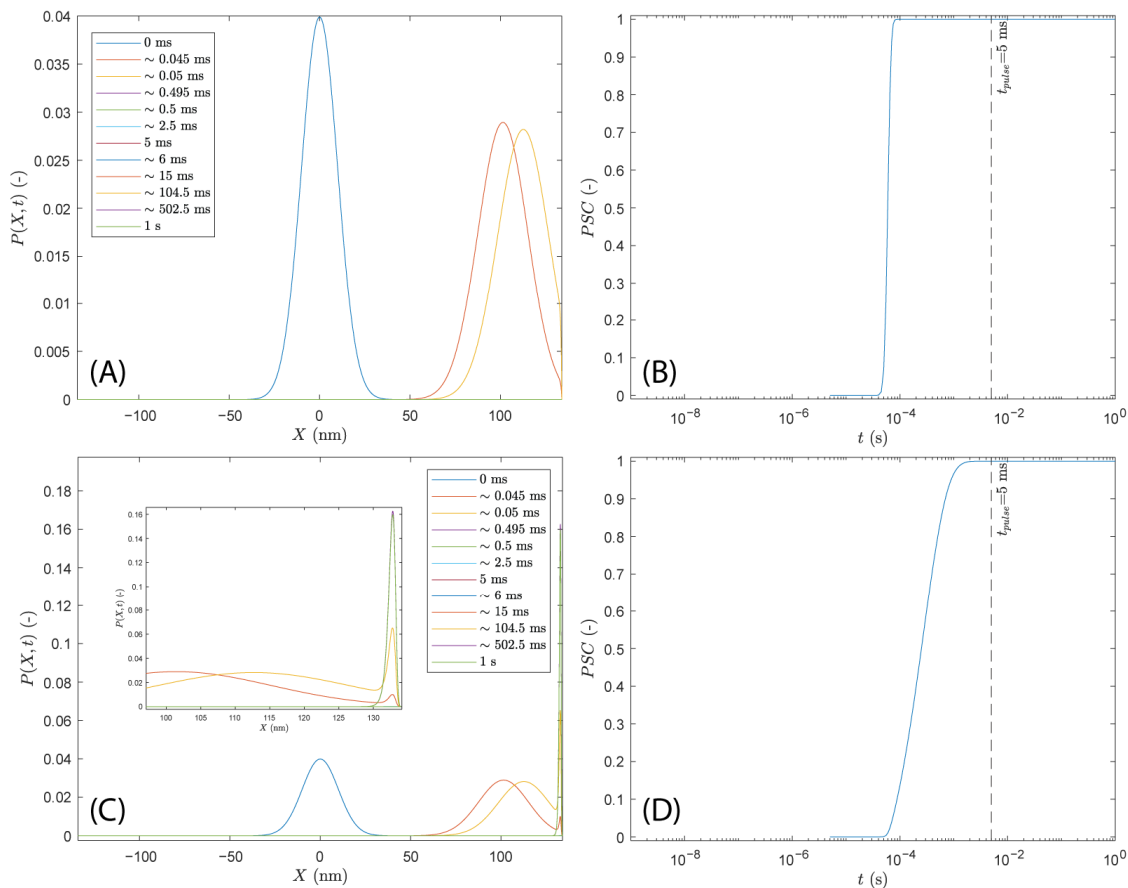 0.04
0.035
0.03
0.025
0.02
0.015
0.01
0.005
0
P(X, t) (-)
0 ms
∼ 0.045 ms
∼ 0.05 ms
∼ 0.495 ms
∼ 0.5 ms
∼ 2.5 ms
5 ms
∼ 6 ms
∼ 15 ms
∼ 104.5 ms
∼ 502.5 ms
1 s
(A)
−100 −50 0 50 100
X (nm)
1
0.9
0.8
0.7
0.6
0.5
0.4
0.3
0.2
0.1
0
PSC (-)
t_pulse=5 ms
(B)
10^−8 10^−6 10^−4 10^−2 10^0
t (s)
0.18
0.16
0.14
0.12
0.1
0.08
0.06
0.04
0.02
0
P(X, t) (-)
0.16
0.14
0.12
0.1
0.08
0.06
0.04
0.02
0
P(X, t) (-)
100 105 110 115 120 125 130
X (nm)
0 ms
∼ 0.045 ms
∼ 0.05 ms
∼ 0.495 ms
∼ 0.5 ms
∼ 2.5 ms
5 ms
∼ 6 ms
∼ 15 ms
∼ 104.5 ms
∼ 502.5 ms
1 s
(C)
−100 −50 0 50 100
X (nm)
1
0.9
0.8
0.7
0.6
0.5
0.4
0.3
0.2
0.1
0
PSC (-)
t_pulse=5 ms
(D)
10^−8 10^−6 10^−4 10^−2 10^0
t (s)